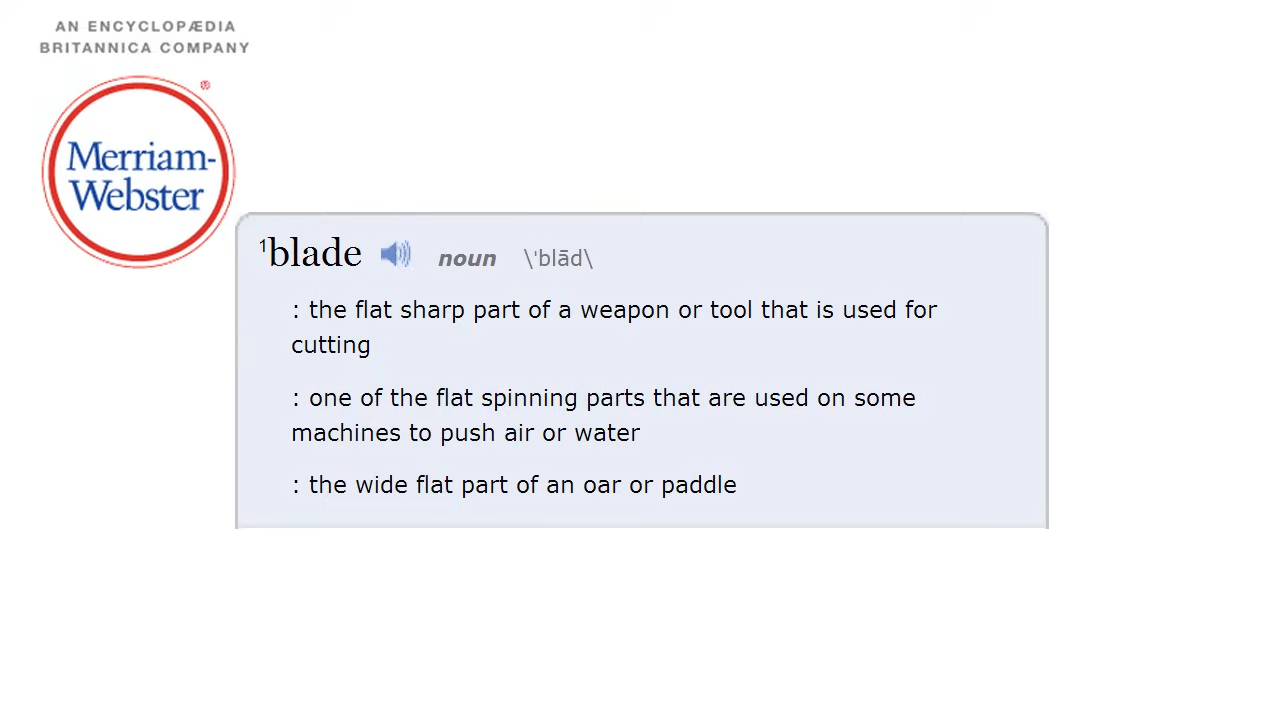 AN ENCYCLOPÆDIA
BRITANNICA COMPANY
®
Merriam-
Webster
1blade noun \ˈblād\
: the flat sharp part of a weapon or tool that is used for
cutting
: one of the flat spinning parts that are used on some
machines to push air or water
: the wide flat part of an oar or paddle